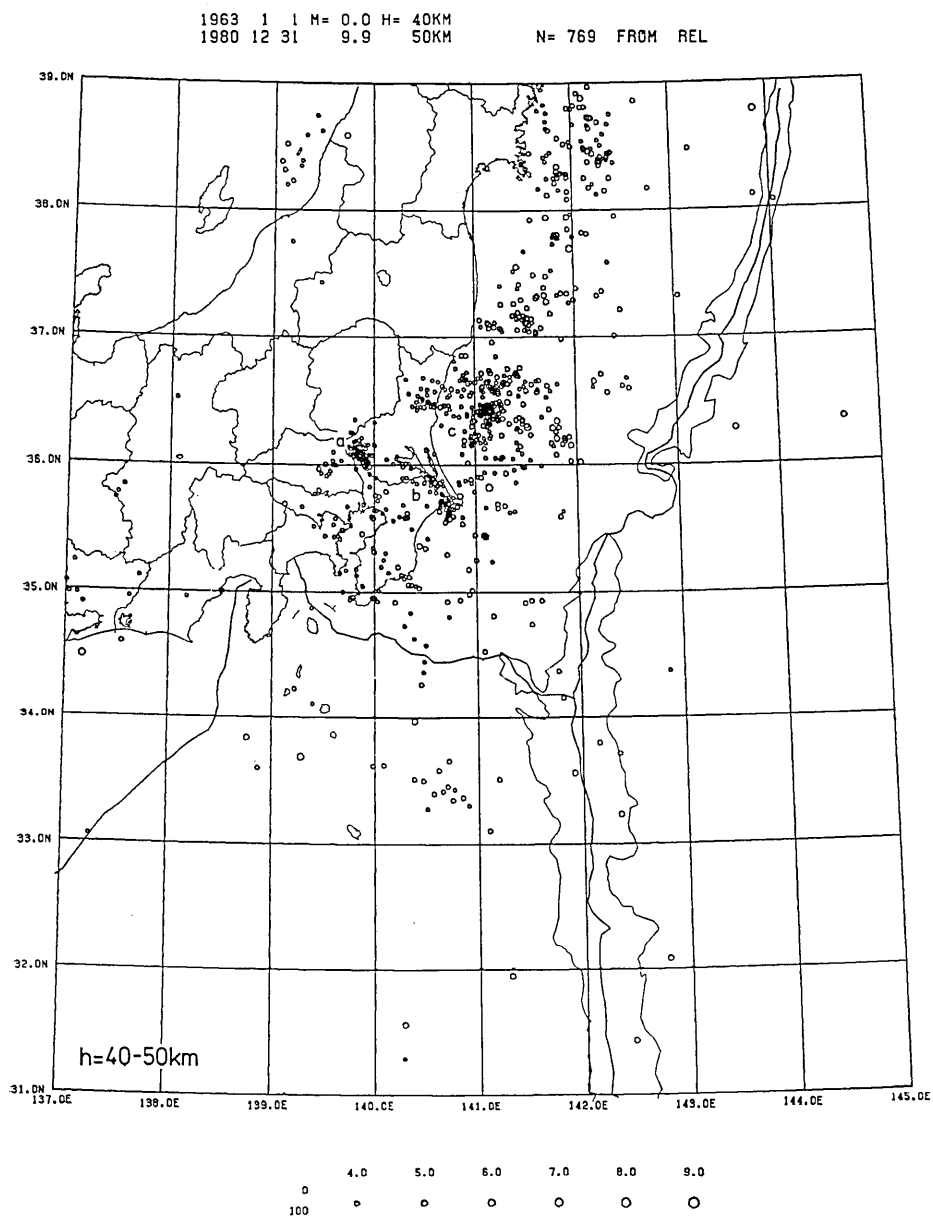 1963 1 1 M= 0.0 H= 40KM
1980 12 31 9.9 50KM N= 769 FROM REL
39.0N
38.0N
37.0N
36.0N
35.0N
34.0N
33.0N
32.0N
31.0N
a
c
b
h=40-50km
137.0E 138.0E 139.0E 140.0E 141.0E 142.0E 143.0E 144.0E 145.0E
4.0 5.0 6.0 7.0 8.0 9.0
0
100